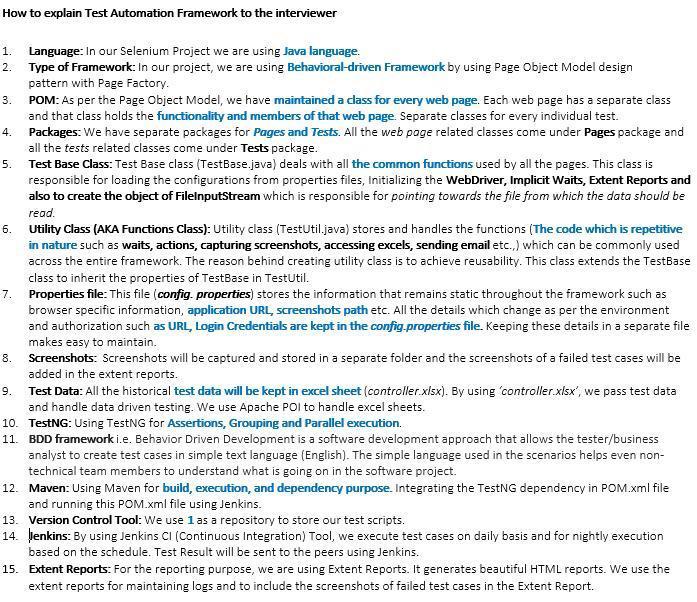 How to explain Test Automation Framework to the interviewer
1. Language: In our Selenium Project we are using Java language.
2. Type of Framework: In our project, we are using Behavioral-driven Framework by using Page Object Model design
pattern with Page Factory.
3. POM: As per the Page Object Model, we have maintained a class for every web page. Each web page has a separate class
and that class holds the functionality and members of that web page. Separate classes for every individual test.
4. Packages: We have separate packages for Pages and Tests. All the web page related classes come under Pages package and
all the tests related classes come under Tests package.
5. Test Base Class: Test Base class (TestBase.java) deals with all the common functions used by all the pages. This class is
responsible for loading the configurations from properties files, Initializing the WebDriver, Implicit Waits, Extent Reports and
also to create the object of FileInputStream which is responsible for pointing towards the file from which the data should be
read.
6. Utility Class (AKA Functions Class): Utility class (TestUtil.java) stores and handles the functions (The code which is repetitive
in nature such as waits, actions, capturing screenshots, accessing excels, sending email etc.,) which can be commonly used
across the entire framework. The reason behind creating utility class is to achieve reusability. This class extends the TestBase
class to inherit the properties of TestBase in TestUtil.
7. Properties file: This file (config. properties) stores the information that remains static throughout the framework such as
browser specific information, application URL, screenshots path etc. All the details which change as per the environment
and authorization such as URL, Login Credentials are kept in the config.properties file. Keeping these details in a separate file
makes easy to maintain.
8. Screenshots: Screenshots will be captured and stored in a separate folder and the screenshots of a failed test cases will be
added in the extent reports.
9. Test Data: All the historical test data will be kept in excel sheet (controller.xlsx). By using 'controller.xlsx', we pass test data
and handle data driven testing. We use Apache POI to handle excel sheets.
10. TestNG: Using TestNG for Assertions, Grouping and Parallel execution.
11. BDD framework i.e. Behavior Driven Development is a software development approach that allows the tester/business
analyst to create test cases in simple text language (English). The simple language used in the scenarios helps even non-
technical team members to understand what is going on in the software project.
12. Maven: Using Maven for build, execution, and dependency purpose. Integrating the TestNG dependency in POM.xml file
and running this POM.xml file using Jenkins.
13. Version Control Tool: We use 1 as a repository to store our test scripts.
14. Jenkins: By using Jenkins CI (Continuous Integration) Tool, we execute test cases on daily basis and for nightly execution
based on the schedule. Test Result will be sent to the peers using Jenkins.
15. Extent Reports: For the reporting purpose, we are using Extent Reports. It generates beautiful HTML reports. We use the
extent reports for maintaining logs and to include the screenshots of failed test cases in the Extent Report.